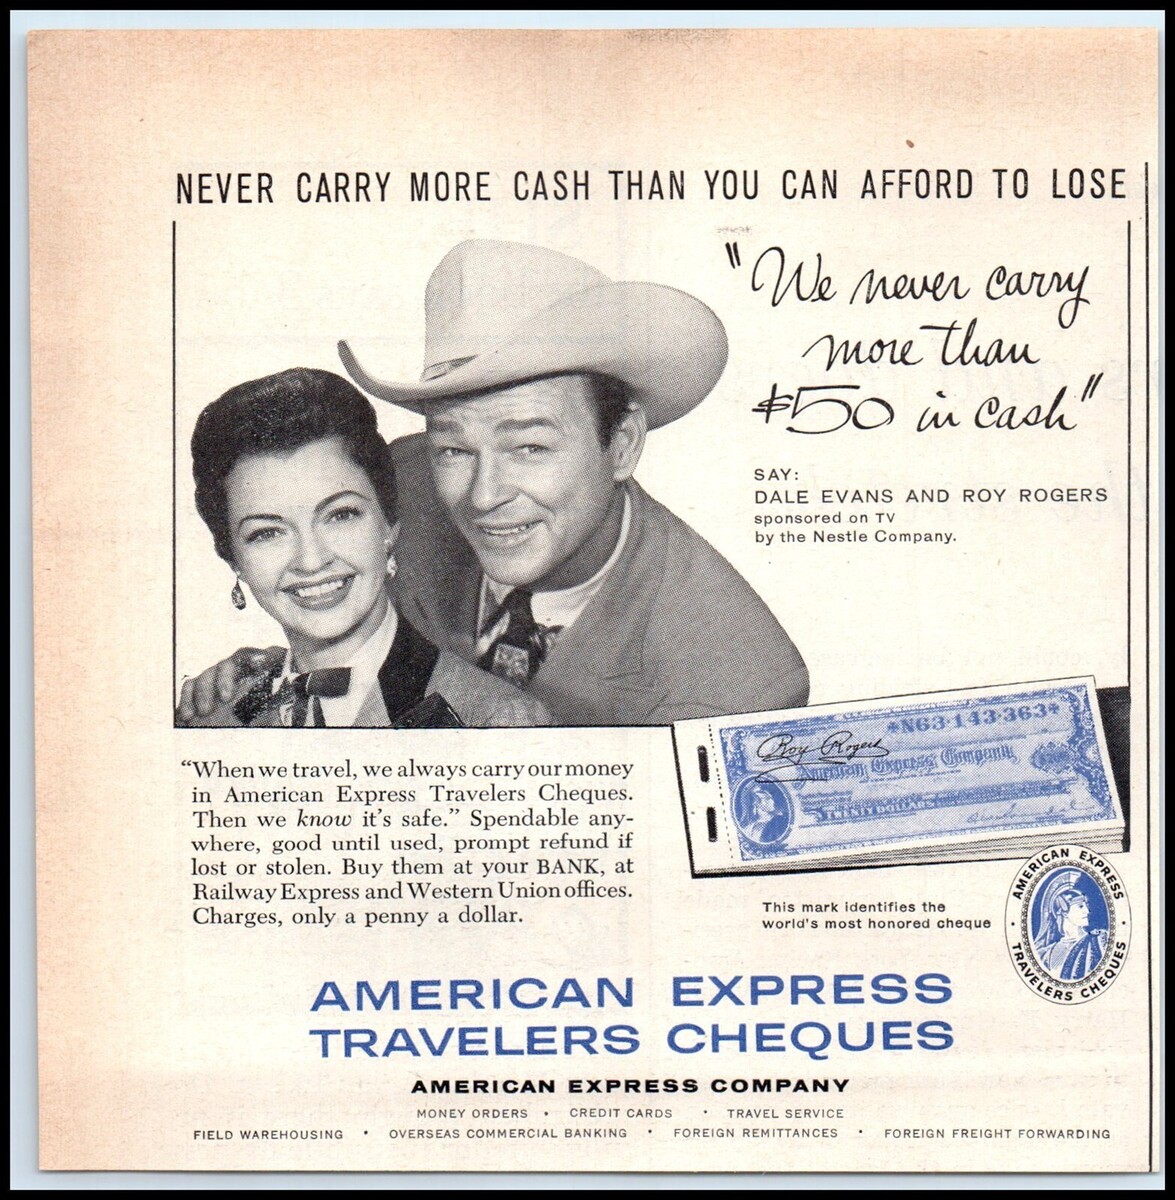 NEVER CARRY MORE CASH THAN YOU CAN AFFORD TO LOSE
"We never carry
more than
$50 in cash"
SAY:
DALE EVANS AND ROY ROGERS
sponsored on TV
by the Nestle Company.
*N63·143·363*
Roy Rogers
American Express Company
TWENTY DOLLARS
"When we travel, we always carry our money
in American Express Travelers Cheques.
Then we know it's safe." Spendable any-
where, good until used, prompt refund if
lost or stolen. Buy them at your BANK, at
Railway Express and Western Union offices.
Charges, only a penny a dollar.
This mark identifies the
world's most honored cheque
AMERICAN EXPRESS
TRAVELERS CHEQUES
AMERICAN EXPRESS
TRAVELERS CHEQUES
AMERICAN EXPRESS COMPANY
MONEY ORDERS • CREDIT CARDS • TRAVEL SERVICE
FIELD WAREHOUSING • OVERSEAS COMMERCIAL BANKING • FOREIGN REMITTANCES • FOREIGN FREIGHT FORWARDING